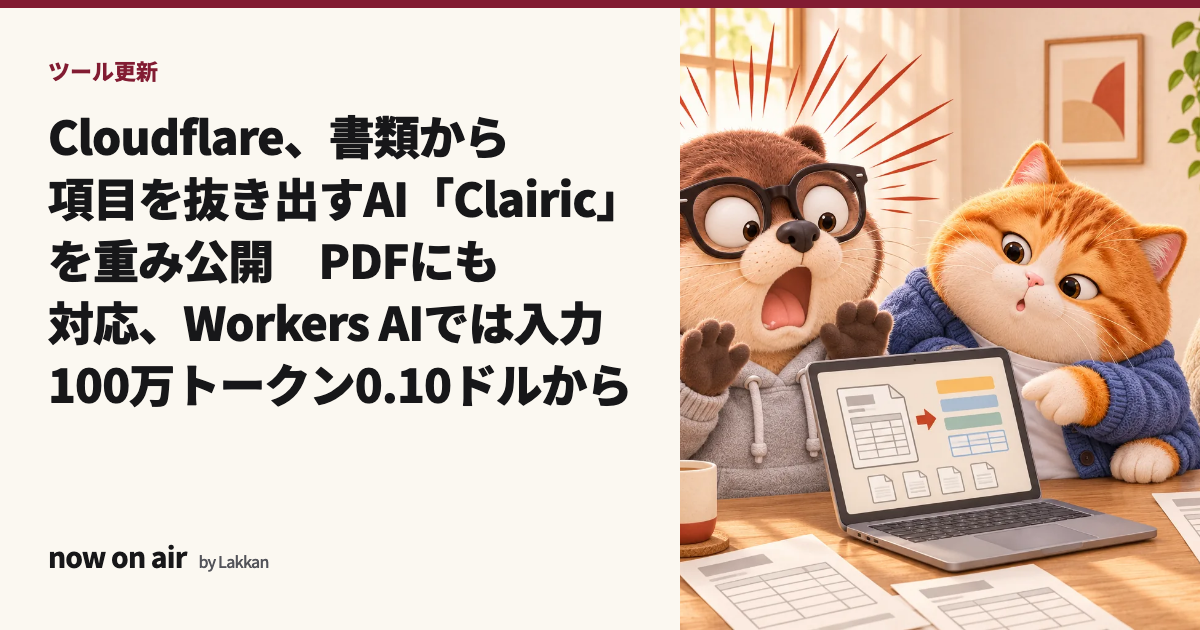 ツール更新
Cloudflare、書類から
項目を抜き出すAI「Clairic」
を重み公開　PDFにも
対応、Workers AIでは入力
100万トークン0.10ドルから
now on air by Lakkan